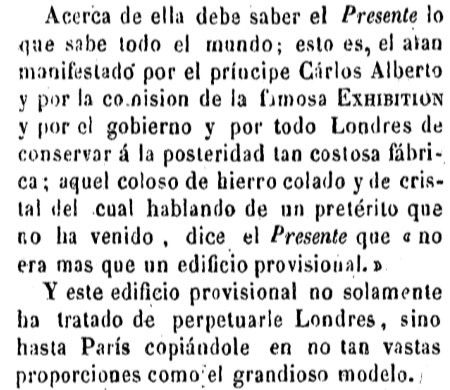 Acerca de ella debe saber el Presente lo
que sabe todo el mundo; esto es, el afan
manifestado por el príncipe Cárlos Alberto
y por la comision de la famosa EXHIBITION
y por el gobierno y por todo Londres de
conservar á la posteridad tan costosa fábri-
ca; aquel coloso de hierro colado y de cris-
tal del cual hablando de un pretérito que
no ha venido, dice el Presente que « no
era mas que un edificio provisional. »
Y este edificio provisional no solamente
ha tratado de perpetuarle Londres, sino
hasta París copiándole en no tan vastas
proporciones como el grandioso modelo.